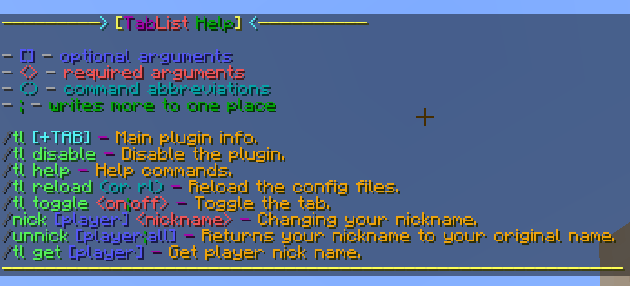 [TabList Help]
- [] - optional arguments
- <> - required arguments
- () - command abbreviations
- ; - writes more to one place
/tl [+TAB] - Main plugin info.
/tl disable - Disable the plugin.
/tl help - Help commands.
/tl reload (or rl) - Reload the config files.
/tl toggle <on;off> - Toggle the tab.
/nick [player] <nickname> - Changing your nickname.
/unnick [player;all] - Returns your nickname to your original name.
/tl get [player] - Get player nick name.